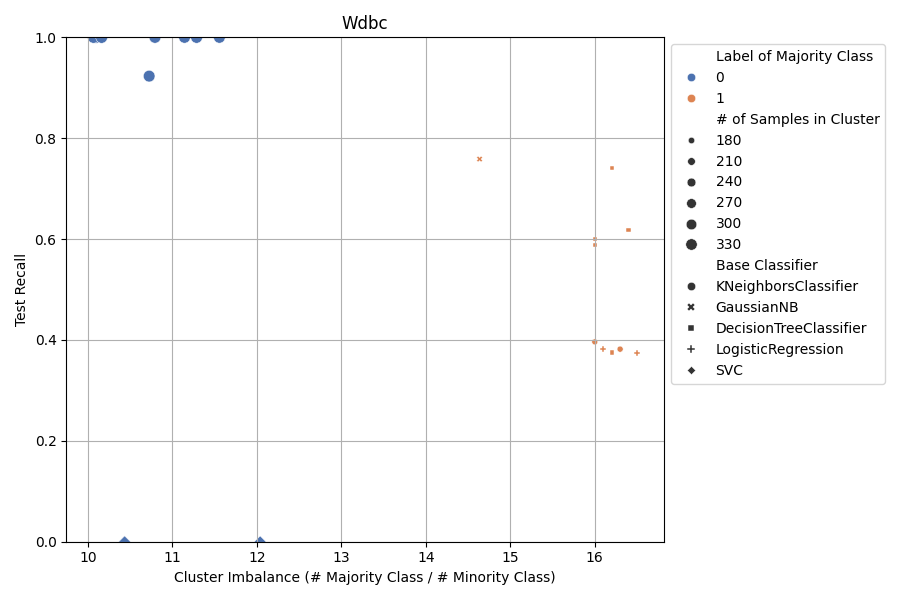 Wdbc
1.0
0.8
0.6
0.4
0.2
0.0
Test Recall
10 11 12 13 14 15 16
Cluster Imbalance (# Majority Class / # Minority Class)
Label of Majority Class
0
1
# of Samples in Cluster
180
210
240
270
300
330
Base Classifier
KNeighborsClassifier
GaussianNB
DecisionTreeClassifier
LogisticRegression
SVC